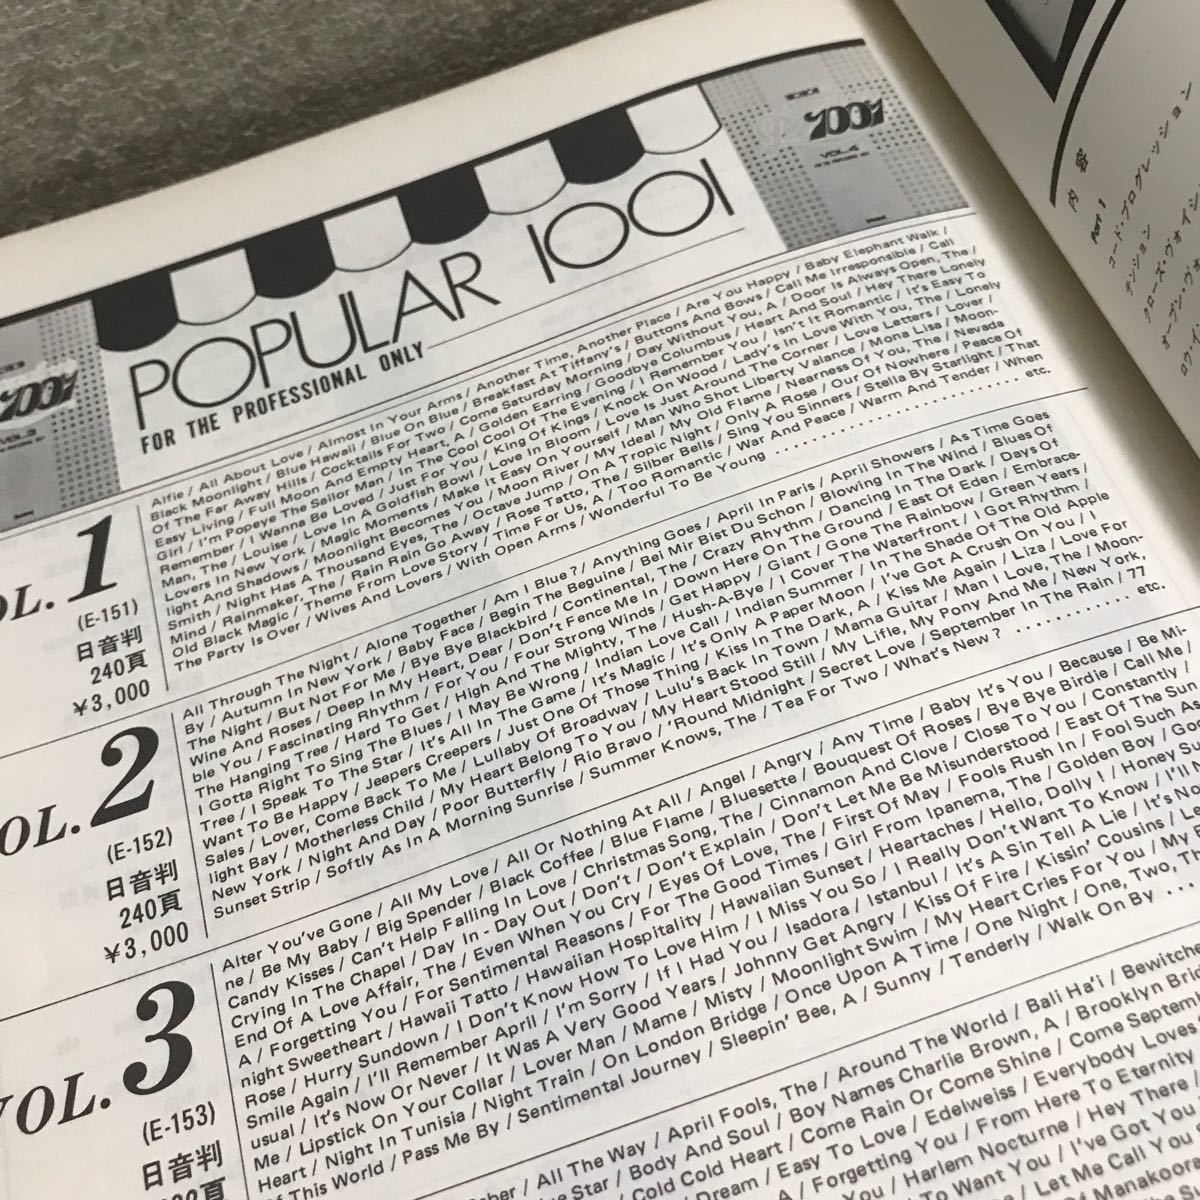 POPULAR 1001
FOR THE PROFESSIONAL ONLY
1001
VOL.4
1001
VOL.3
VOL. 1
(E-151)
日音判
240頁
¥3,000
Alfie / All About Love / Almost In Your Arms / Another Time, Another Place / Are You Happy / Baby Elephant Walk /
Black Moonlight / Blue Hawaii / Blue On Blue / Breakfast At Tiffany's / Buttons And Bows / Call Me Irresponsible / Call
Of The Far Away Hills / Cocktails For Two / Come Saturday Morning / Day Without You, A / Door Is Always Open, The /
Easy Living / Full Moon And Empty Heart, A / Golden Earring / Goodbye Columbus / Heart And Soul / Hey There Lonely
Girl / I'm Popeye The Sailor Man / In The Cool Cool Of The Evening / I Remember You / Isn't It Romantic / It's Easy To
Remember / I Wanna Be Loved / Just For You / King Of Kings / Knock On Wood / Lady's In Love With You, The / Lonely
Man, The / Louise / Love In A Goldfish Bowl / Love In Bloom / Love Is Just Around The Corner / Love Letters / Lover /
Lovers In New York / Magic Moments / Make It Easy On Yourself / Man Who Shot Liberty Valance / Mona Lisa / Moon-
light And Shadows / Moonlight Becomes You / Moon River / My Ideal / My Old Flame / Nearness Of You, The / Nevada
Smith / Night Has A Thousand Eyes, The / Octave Jump / On A Tropic Night / Only A Rose / Our Of Nowhere / Peace Of
Mind / Rainmaker, The / Rain Rain Go Away / Rose Tatto, The / Silber Bells / Sing You Sinners / Stella By Starlight / That
Old Black Magic / Theme From Love Story / Time For Us, A / Too Romantic / War And Peace / Warm And Tender / When
The Party Is Over / Wives And Lovers / With Open Arms / Wonderful To Be Young ........................ etc.
VOL. 2
(E-152)
日音判
240頁
¥3,000
All Through The Night / Alone Together / Am I Blue? / Anything Goes / April In Paris / April Showers / As Time Goes
By / Autumn In New York / Baby Face / Begin The Beguine / Bei Mir Bist Du Schon / Blowing In The Wind / Blues Of
The Night / But Not For Me / Bye Bye Blackbird / Continental, The / Crazy Rhythm / Dancing In The Dark / Days Of
Wine And Roses / Deep In My Heart, Dear / Don't Fence Me In / Down Here On The Ground / East Of Eden / Embrace-
ble You / Fascinating Rhythm / For You / Four Strong Winds / Get Happy / Giant / Gone The Rainbow / Green Years /
The Hanging Tree / Hard To Get / High And The Mighty, The / Hush-A-Bye / I Cover The Waterfront / I Got Rhythm /
I Gotta Right To Sing The Blues / I May Be Wrong / Indian Love Call / Indian Summer / In The Shade Of The Old Apple
Tree / I Speak To The Star / It's All In The Game / It's Magic / It's Only A Paper Moon / I've Got A Crush On You / I
Want To Be Happy / Jeepers Creepers / Just One Of Those Thing / Kiss In The Dark, A / Kiss Me Again / Liza / Love For
Sales / Lover, Come Back To Me / Lullaby Of Broadway / Lulu's Back In Town / Mama Guitar / Man I Love, The / Moon-
light Bay / Motherless Child / My Heart Belong To You / My Heart Stood Still / My Lifie, My Pony And Me / New York,
New York / Night And Day / Poor Butterfly / Rio Bravo / 'Round Midnight / Secret Love / September In The Rain / 77
Sunset Strip / Softly As In A Morning Sunrise / Summer Knows, The / Tea For Two / What's New? ............ etc.
VOL. 3
(E-153)
日音判
Alter You've Gone / All My Love / All Or Nothing At All / Angel / Angry / Any Time / Baby It's You / Because / Be Mi-
ne / Be My Baby / Big Spender / Black Coffee / Blue Flame / Bluesette / Bouquest Of Roses / Bye Bye Birdie / Call Me /
Candy Kisses / Can't Help Falling In Love / Christmas Song, The / Cinnamon And Clove / Close To You / Constantly /
Crying In The Chapel / Day In - Day Out / Don't / Don't Explain / Don't Let Me Be Misunderstood / East Of The Sun
End Of A Love Affair, The / Even When You Cry / Eyes Of Love, The / First Of May / Fools Rush In / Fool Such As
A / Forgetting You / For Sentimental Reasons / For The Good Times / Girl From Ipanema, The / Golden Boy /
night Sweetheart / Hawaii Tatto / Hawaiian Hospitality / Hawaiian Sunset / Heartaches / Hello, Dolly! / Honey
Rose / Hurry Sundown / I Don't Know How To Love Him / I Miss You So / I Really Don't Want To Know / I'll
Smile Again / I'll Remember April / I'm Sorry / If I Had You / Isadora / Istanbul / It's A Sin Tell A Lie / It's
usual / It's Now Or Never / It Was A Very Good Years / Johnny Get Angry / Kiss Of Fire / Kissin' Cousins /
Me / Lipstick On Your Collar / Lover Man / Mame / Misty / Moonlight Swim / My Heart Cries For You / My
Heart / Night In Tunisia / Night Train / On London Bridge / Once Upon A Time / One Night / One, Two,
Of This World / Pass Me By / Sentimental Journey / Sleepin' Bee, A / Sunny / Tenderly / Walk On By ...
/ All The Way / April Fools, The / Around The World / Bali Ha'i /
Star / Body And Soul / Boy Names Charlie Brown, A / Brooklyn
Cold Cold Heart / Come Rain Or Come Shine / Come September
Dream / Easy To Love / Edelweiss / Everybody Loves
A / Forgetting You / From Here To Eternity
/ Harlem Nocturne / Hey There /
To Want You / I've Got You
/ Let Me Call You
内容
Part 1
コード・プログレッション
テンション
クローズ・ヴォイシ
オープン・ヴォ
ロウ・イ